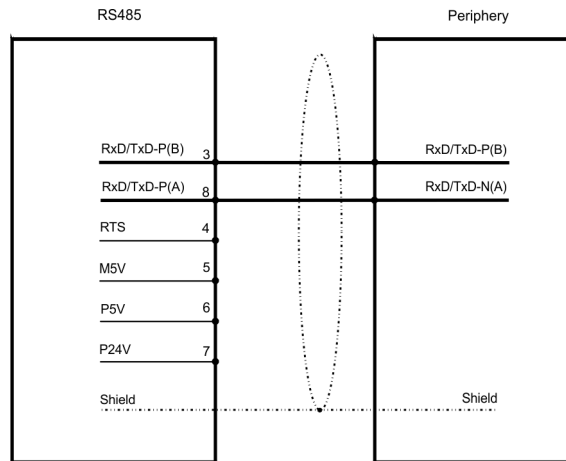 RS485 Periphery
RxD/TxD-P(B) 3 RxD/TxD-P(B)
RxD/TxD-P(A) 8 RxD/TxD-N(A)
RTS 4
M5V 5
P5V 6
P24V 7
Shield Shield